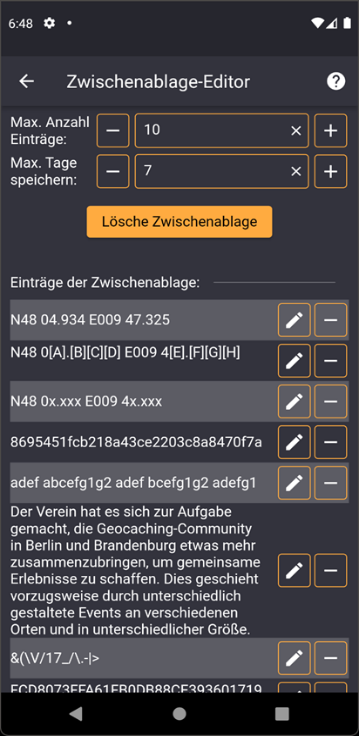 6:48
Zwischenablage-Editor
Max. Anzahl
Einträge:
10
Max. Tage
speichern:
7
Lösche Zwischenablage
Einträge der Zwischenablage:
N48 04.934 E009 47.325
N48 0[A].[B][C][D] E009 4[E].[F][G][H]
N48 0x.xxx E009 4x.xxx
8695451fcb218a43ce2203c8a8470f7a
adef abcefg1g2 adef bcefg1g2 adefg1
Der Verein hat es sich zur Aufgabe
gemacht, die Geocaching-Community
in Berlin und Brandenburg etwas mehr
zusammenzubringen, um gemeinsame
Erlebnisse zu schaffen. Dies geschieht
vorzugsweise durch unterschiedlich
gestaltete Events an verschiedenen
Orten und in unterschiedlicher Größe.
&(\V/17_/\.-|>